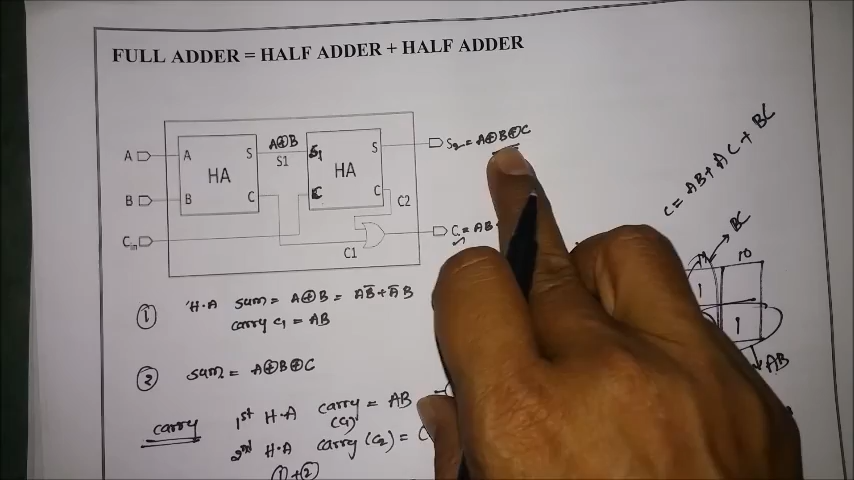 FULL ADDER = HALF ADDER + HALF ADDER
A⊕B
A A S S1 S S2 = A⊕B⊕C
HA S1 HA
B B C C C C2
Cin C = AB
C1
C = AB + AC + BC
BC
10
1 1
AB
① H.A sum = A⊕B = AB̅ + A̅B
carry C1 = AB
② sum = A⊕B⊕C
carry 1st H.A carry = AB
(C1)
2nd H.A carry (C2) = C
①+②